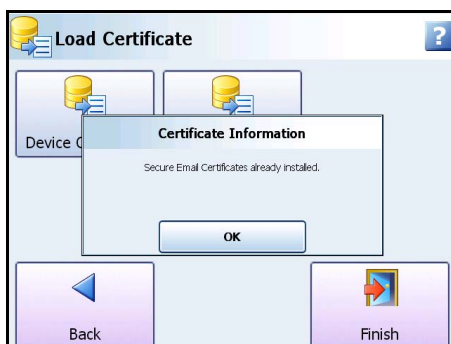 Load Certificate
?
Device
Certificate Information
Secure Email Certificates already installed.
OK
Back
Finish